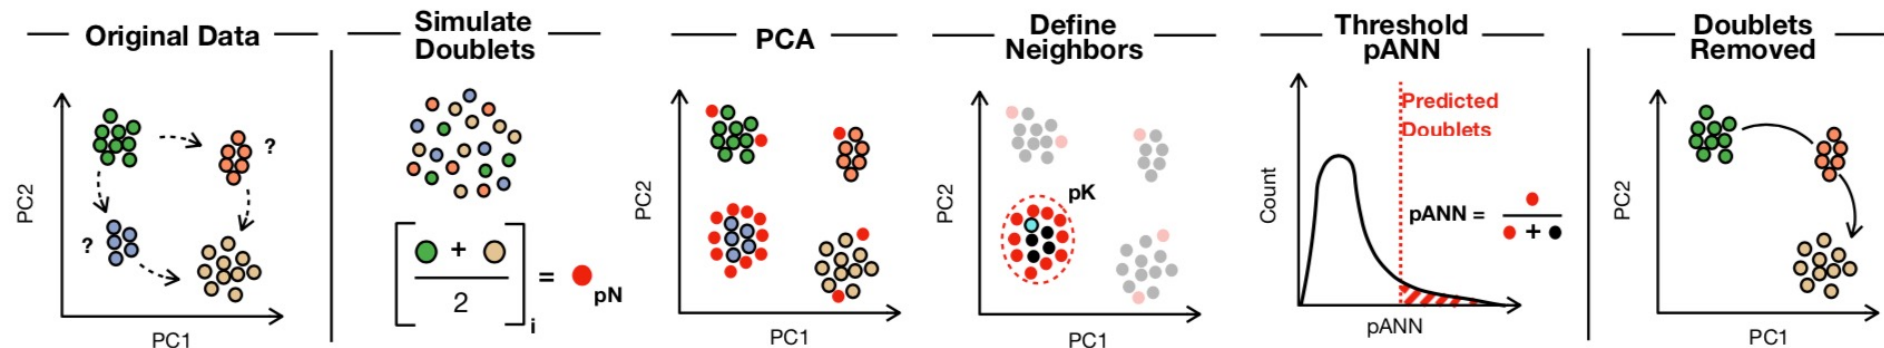 Original Data
PC2
?
?
PC1
Simulate
Doublets
+
2
i
=
pN
PCA
PC2
PC1
Define
Neighbors
PC2
pK
PC1
Threshold
pANN
Count
Predicted
Doublets
pANN =
+
pANN
Doublets
Removed
PC2
PC1